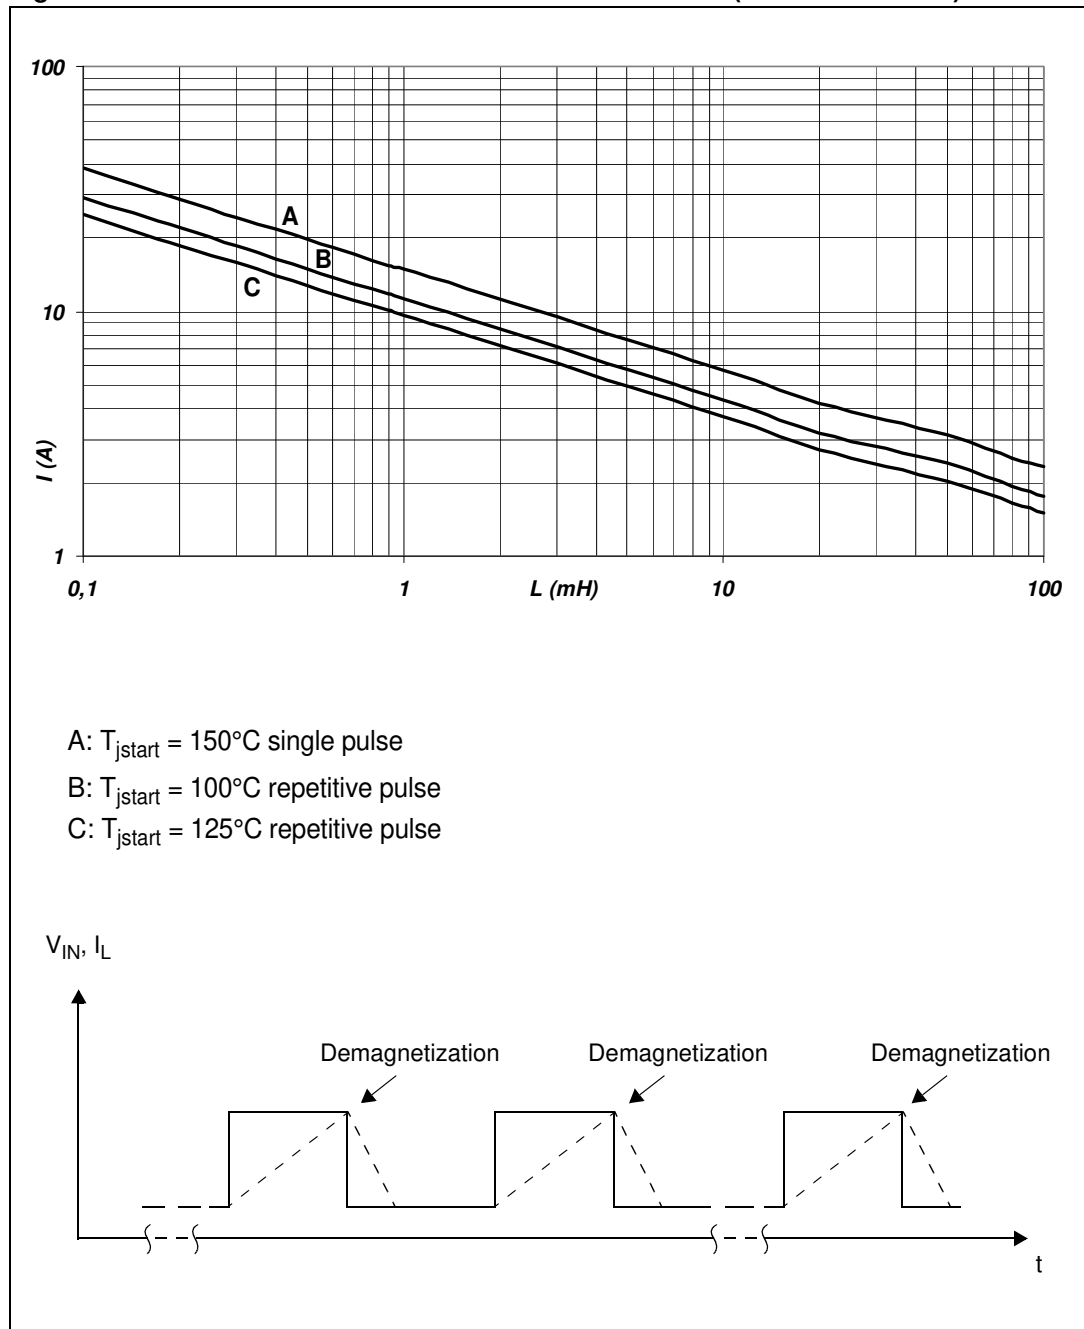 100
A
B
C
10
I (A)
1
0,1
1
L (mH)
10
100
A: Tjstart = 150°C single pulse
B: Tjstart = 100°C repetitive pulse
C: Tjstart = 125°C repetitive pulse
VIN, IL
Demagnetization
Demagnetization
Demagnetization
t